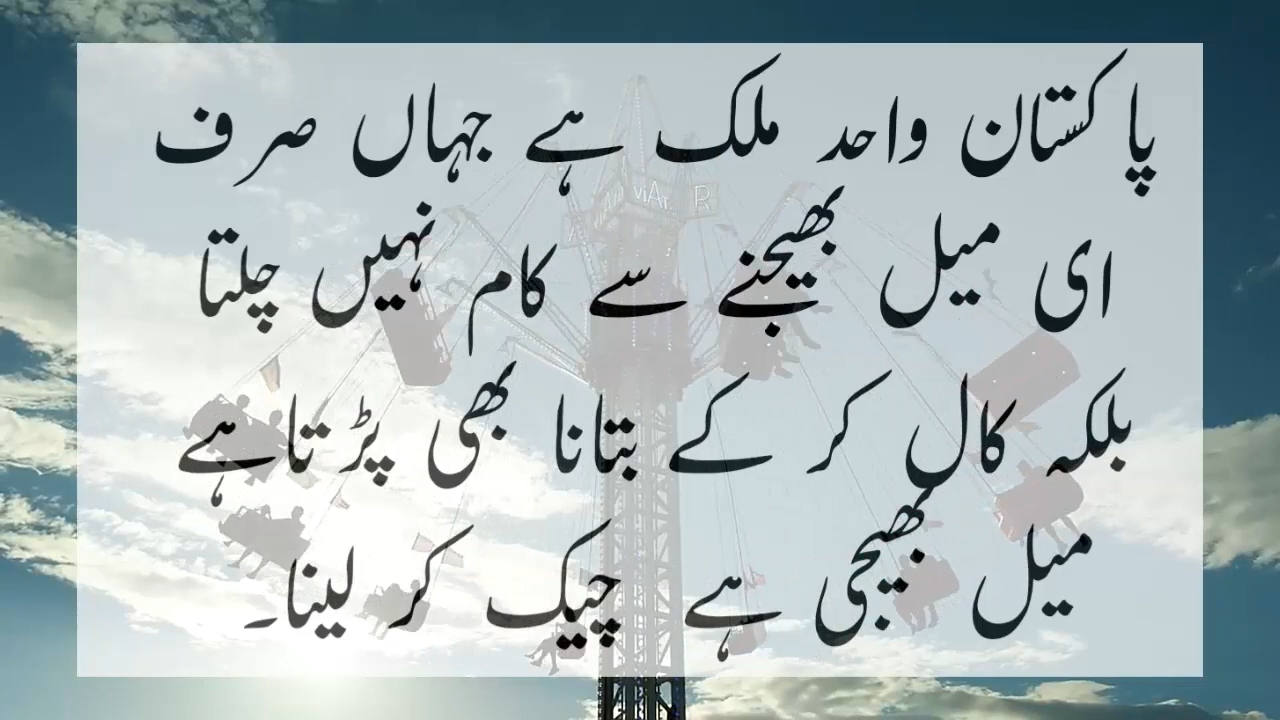 پاکستان واحد ملک ہے جہاں صرف
ای میل بھیجنے سے کام نہیں چلتا
بلکہ کال کر کے بتانا بھی پڑتا ہے
میل بھیجی ہے چیک کر لینا۔